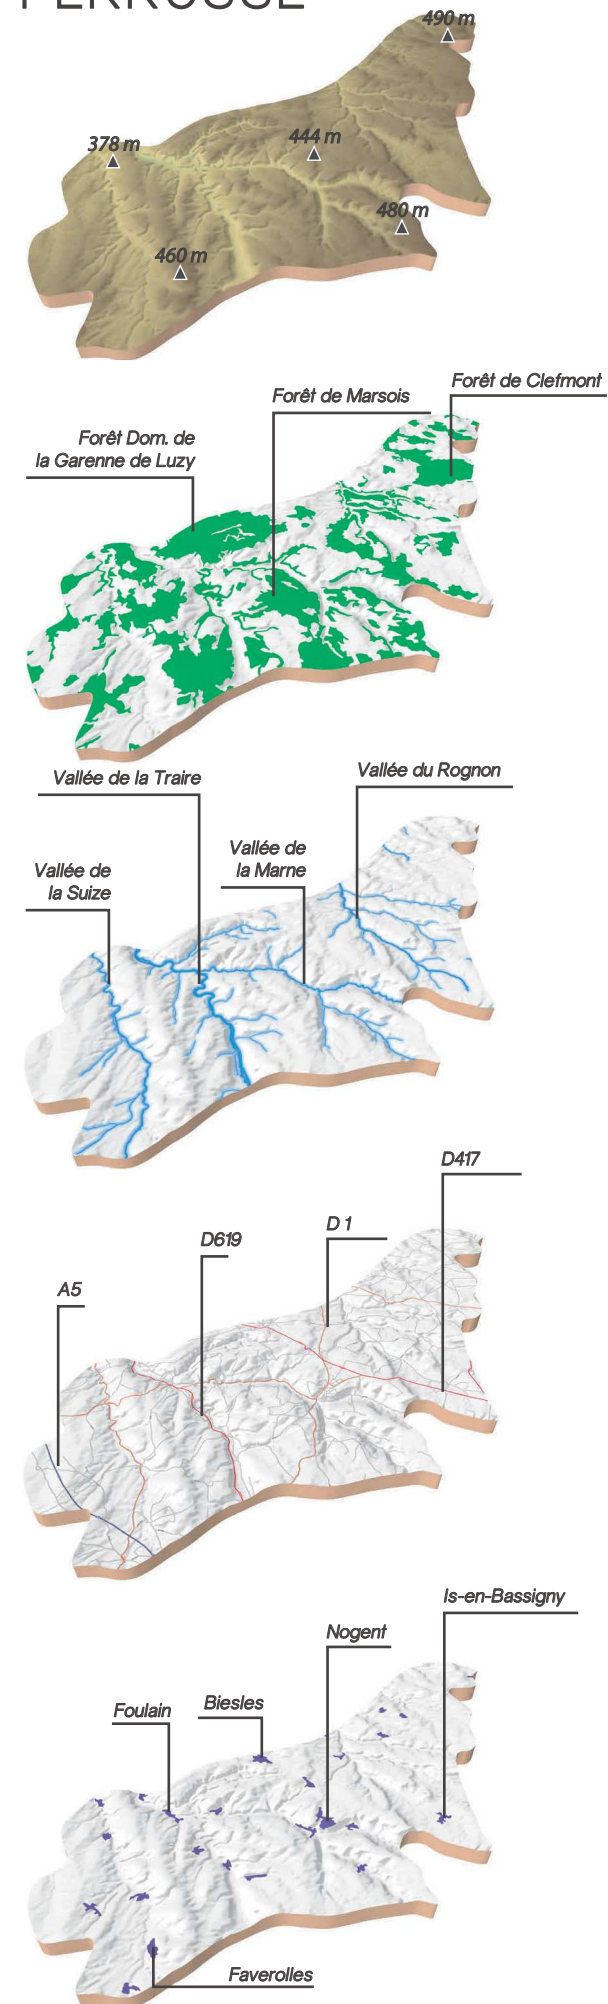 490 m
378 m
444 m
480 m
460 m
Forêt de Clefmont
Forêt de Marsois
Forêt Dom. de
la Garenne de Luzy
Vallée du Rognon
Vallée de la Traire
Vallée de
la Marne
Vallée de
la Suize
D417
D 1
D619
A5
Is-en-Bassigny
Nogent
Biesles
Foulain
Faverolles